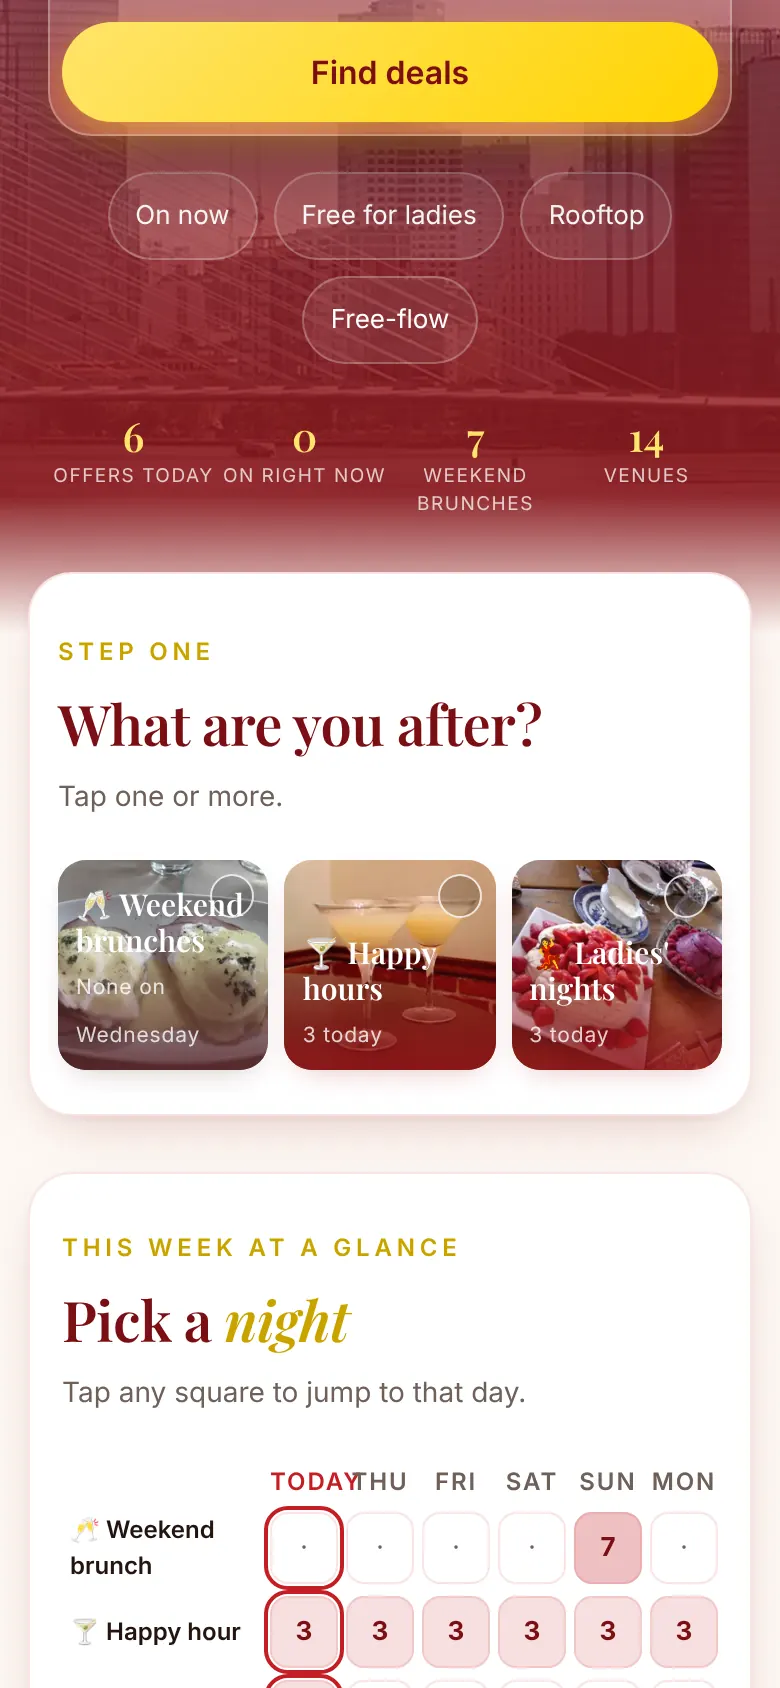 Find deals
On now
Free for ladies
Rooftop
Free-flow
6
OFFERS TODAY
0
ON RIGHT NOW
7
WEEKEND
BRUNCHES
14
VENUES
STEP ONE
What are you after?
Tap one or more.
🥂 Weekend
brunches
None on
Wednesday
🍸 Happy
hours
3 today
💃 Ladies'
nights
3 today
THIS WEEK AT A GLANCE
Pick a night
Tap any square to jump to that day.
TODAY THU FRI SAT SUN MON
🥂 Weekend
brunch
· · · · 7 ·
🍸 Happy hour 3 3 3 3 3 3